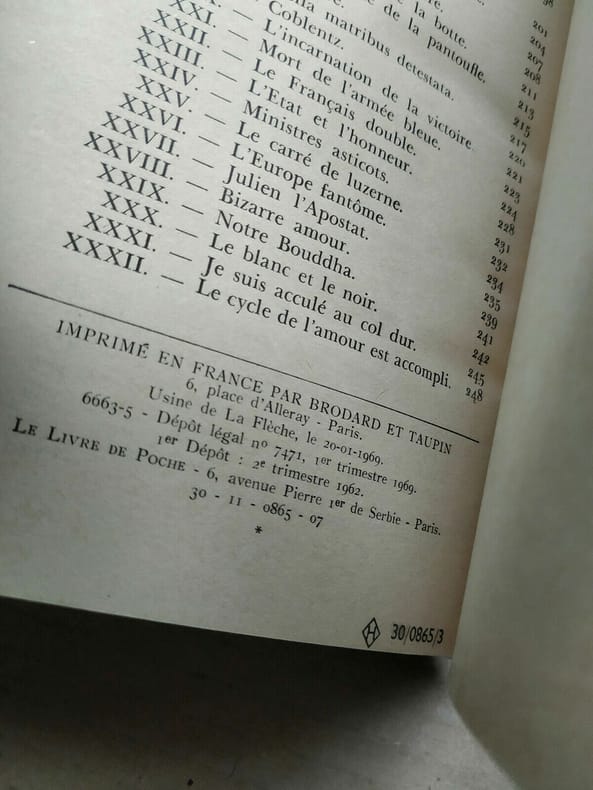 201
204
207
208
211
la botte. 213
de la pantoufle. 215
matribus detestata. 217
Coblentz. 220
L'incarnation de la victoire 221
XXI. — Mort de l'armée bleue. 223
XXII. — Le Français double. 224
XXIII. — L'Etat et l'honneur. 228
XXIV. — Ministres asticots. 231
XXV. — Le carré de luzerne. 232
XXVI. — L'Europe fantôme. 234
XXVII. — Julien l'Apostat. 235
XXVIII. — Bizarre amour. 239
XXIX. — Notre Bouddha. 241
XXX. — Le blanc et le noir. 242
XXXI. — Je suis acculé au col dur. 245
XXXII. — Le cycle de l'amour est accompli. 248
IMPRIMÉ EN FRANCE PAR BRODARD ET TAUPIN
6, place d'Alleray - Paris.
Usine de La Flèche, le 20-01-1969.
6663-5 - Dépôt légal nº 7471, 1er trimestre 1969.
1er Dépôt : 2e trimestre 1962.
LE LIVRE DE POCHE - 6, avenue Pierre 1er de Serbie - Paris.
30 - 11 - 0865 - 07
*
H 30/0865/3